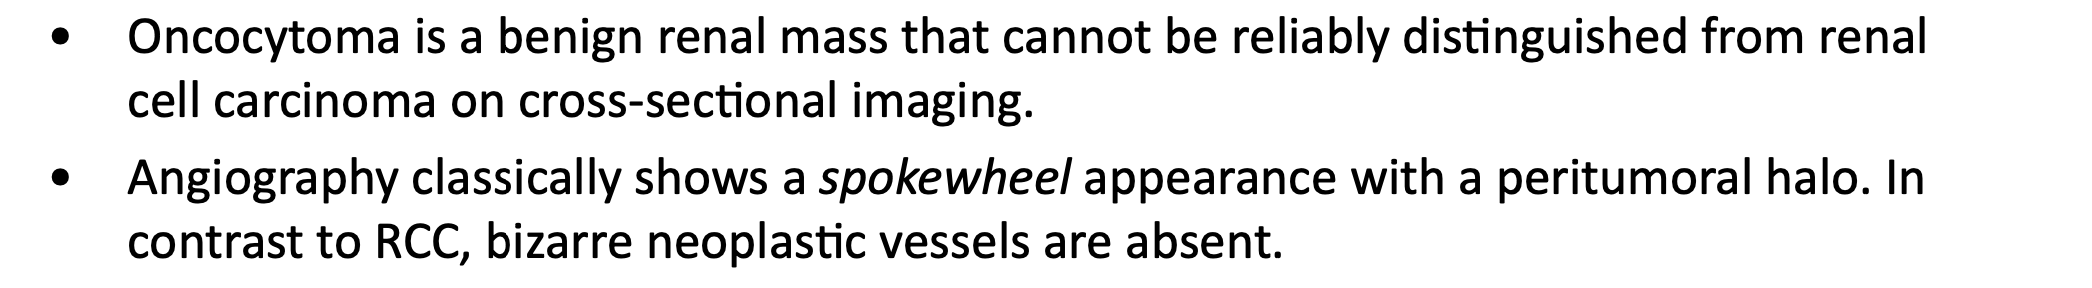 • Oncocytoma is a benign renal mass that cannot be reliably distinguished from renal
cell carcinoma on cross-sectional imaging.
• Angiography classically shows a spokewheel appearance with a peritumoral halo. In
contrast to RCC, bizarre neoplastic vessels are absent.